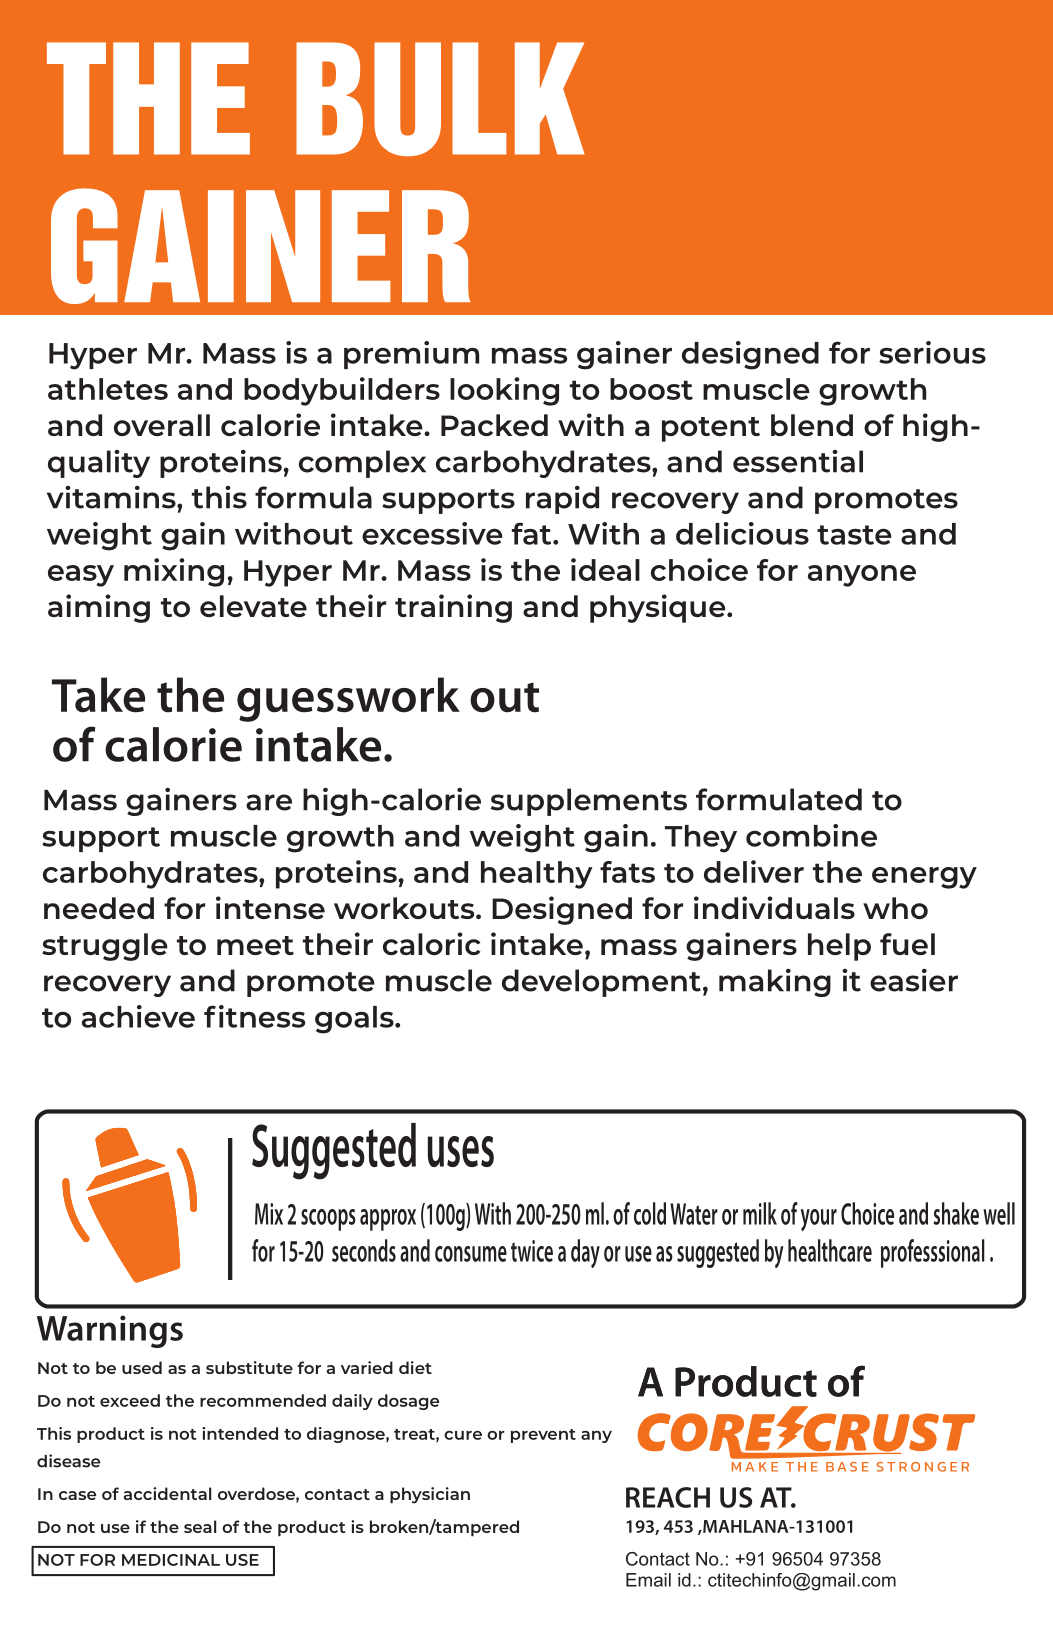 THE BULK
GAINER
Hyper Mr. Mass is a premium mass gainer designed for serious
athletes and bodybuilders looking to boost muscle growth
and overall calorie intake. Packed with a potent blend of high-
quality proteins, complex carbohydrates, and essential
vitamins, this formula supports rapid recovery and promotes
weight gain without excessive fat. With a delicious taste and
easy mixing, Hyper Mr. Mass is the ideal choice for anyone
aiming to elevate their training and physique.
Take the guesswork out
of calorie intake.
Mass gainers are high-calorie supplements formulated to
support muscle growth and weight gain. They combine
carbohydrates, proteins, and healthy fats to deliver the energy
needed for intense workouts. Designed for individuals who
struggle to meet their caloric intake, mass gainers help fuel
recovery and promote muscle development, making it easier
to achieve fitness goals.
Suggested uses
Mix 2 scoops approx (100g) With 200-250 ml. of cold Water or milk of your Choice and shake well
for 15-20 seconds and consume twice a day or use as suggested by healthcare professsional .
Warnings
Not to be used as a substitute for a varied diet
Do not exceed the recommended daily dosage
This product is not intended to diagnose, treat, cure or prevent any
disease
In case of accidental overdose, contact a physician
Do not use if the seal of the product is broken/tampered
NOT FOR MEDICINAL USE
A Product of
CORE CRUST
MAKE THE BASE STRONGER
REACH US AT.
193, 453 ,MAHLANA-131001
Contact No.: +91 96504 97358
Email id.: ctitechinfo@gmail.com